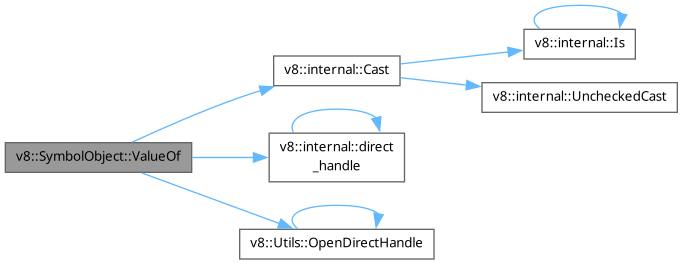 v8::SymbolObject::ValueOf
v8::internal::Cast
v8::internal::Is
v8::internal::UncheckedCast
v8::internal::direct
_handle
v8::Utils::OpenDirectHandle